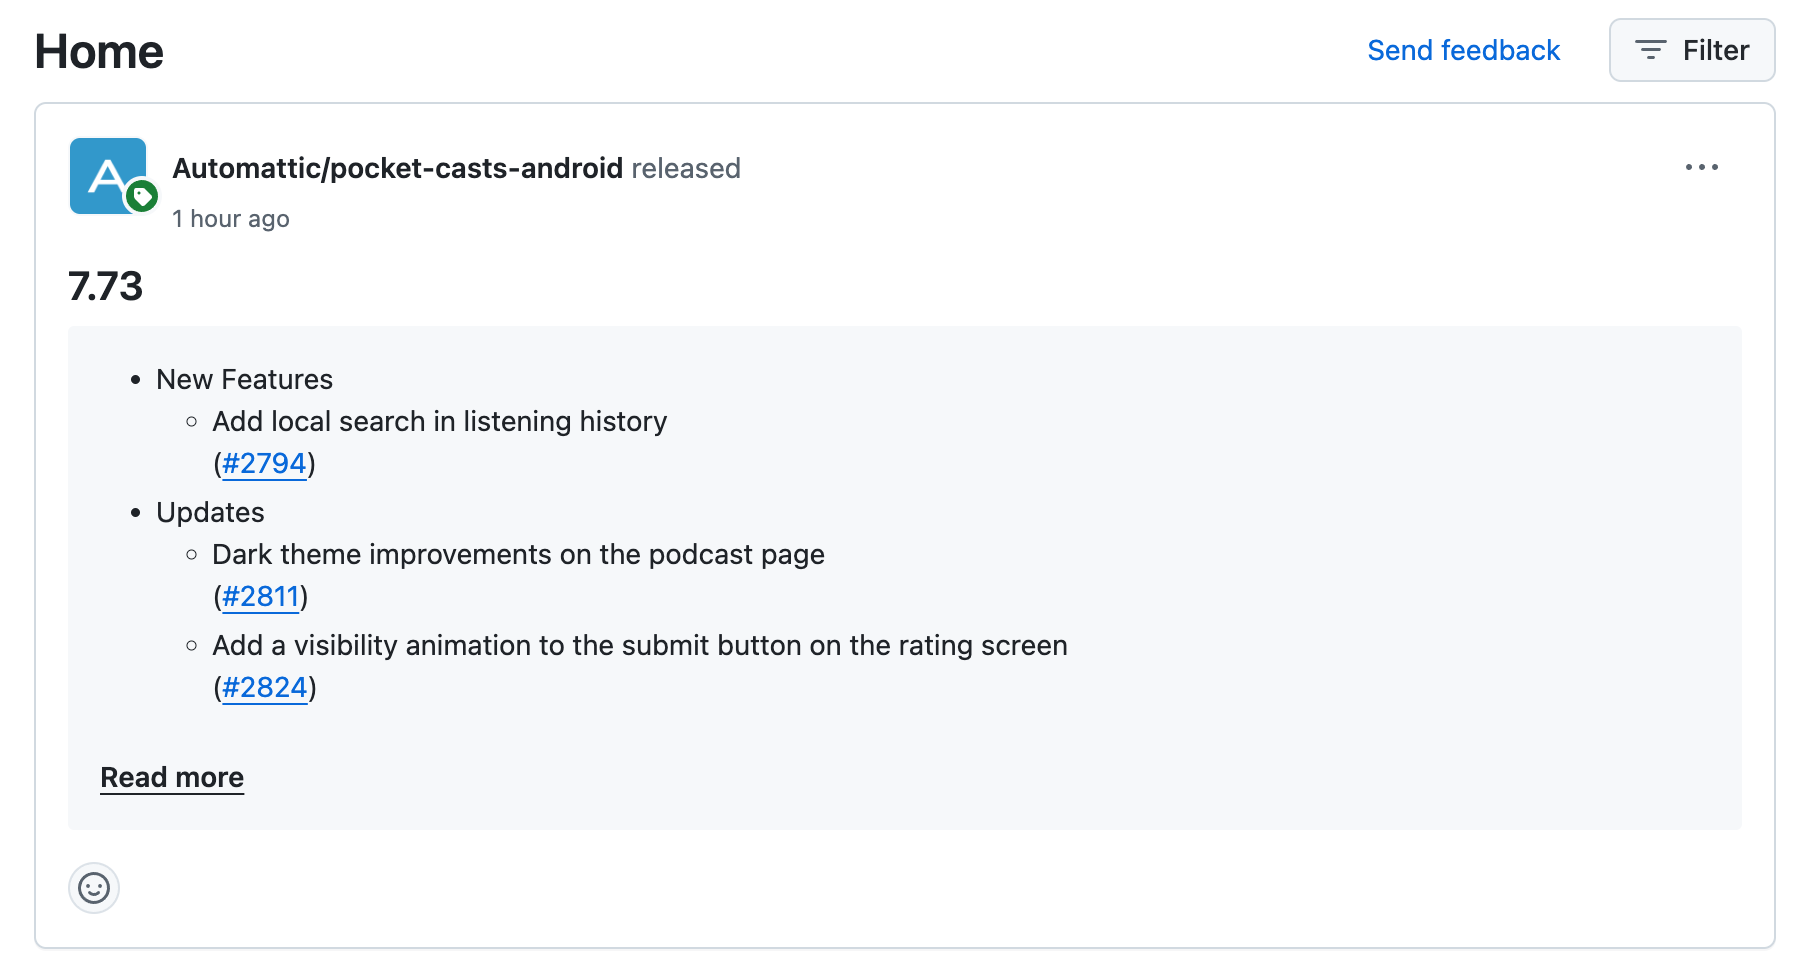 Home
Send feedback
Filter
Automattic/pocket-casts-android released
1 hour ago
7.73
• New Features
◦ Add local search in listening history
(#2794)
• Updates
◦ Dark theme improvements on the podcast page
(#2811)
◦ Add a visibility animation to the submit button on the rating screen
(#2824)
Read more